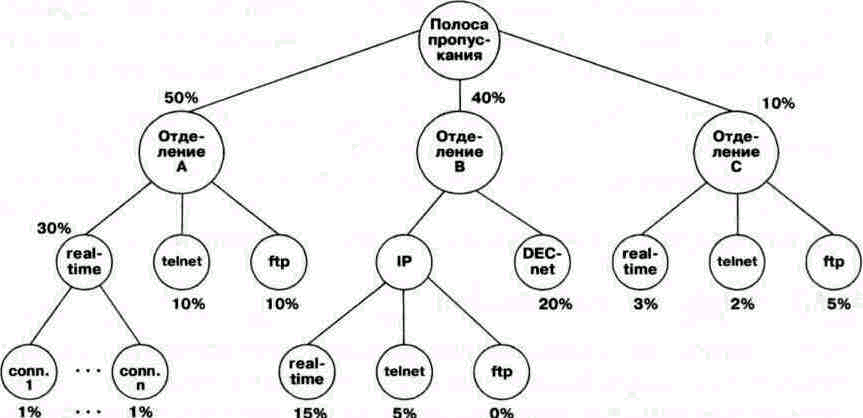 Полоса
пропус-
кания
50%
40%
10%
Отде-
ление
А
Отде-
ление
В
Отде-
ление
С
30%
real-
time
telnet
ftp
IP
DEC-
net
real-
time
telnet
ftp
10%
10%
20%
3%
2%
5%
conn.
1
...
conn.
n
real-
time
telnet
ftp
1%
...
1%
15%
5%
0%